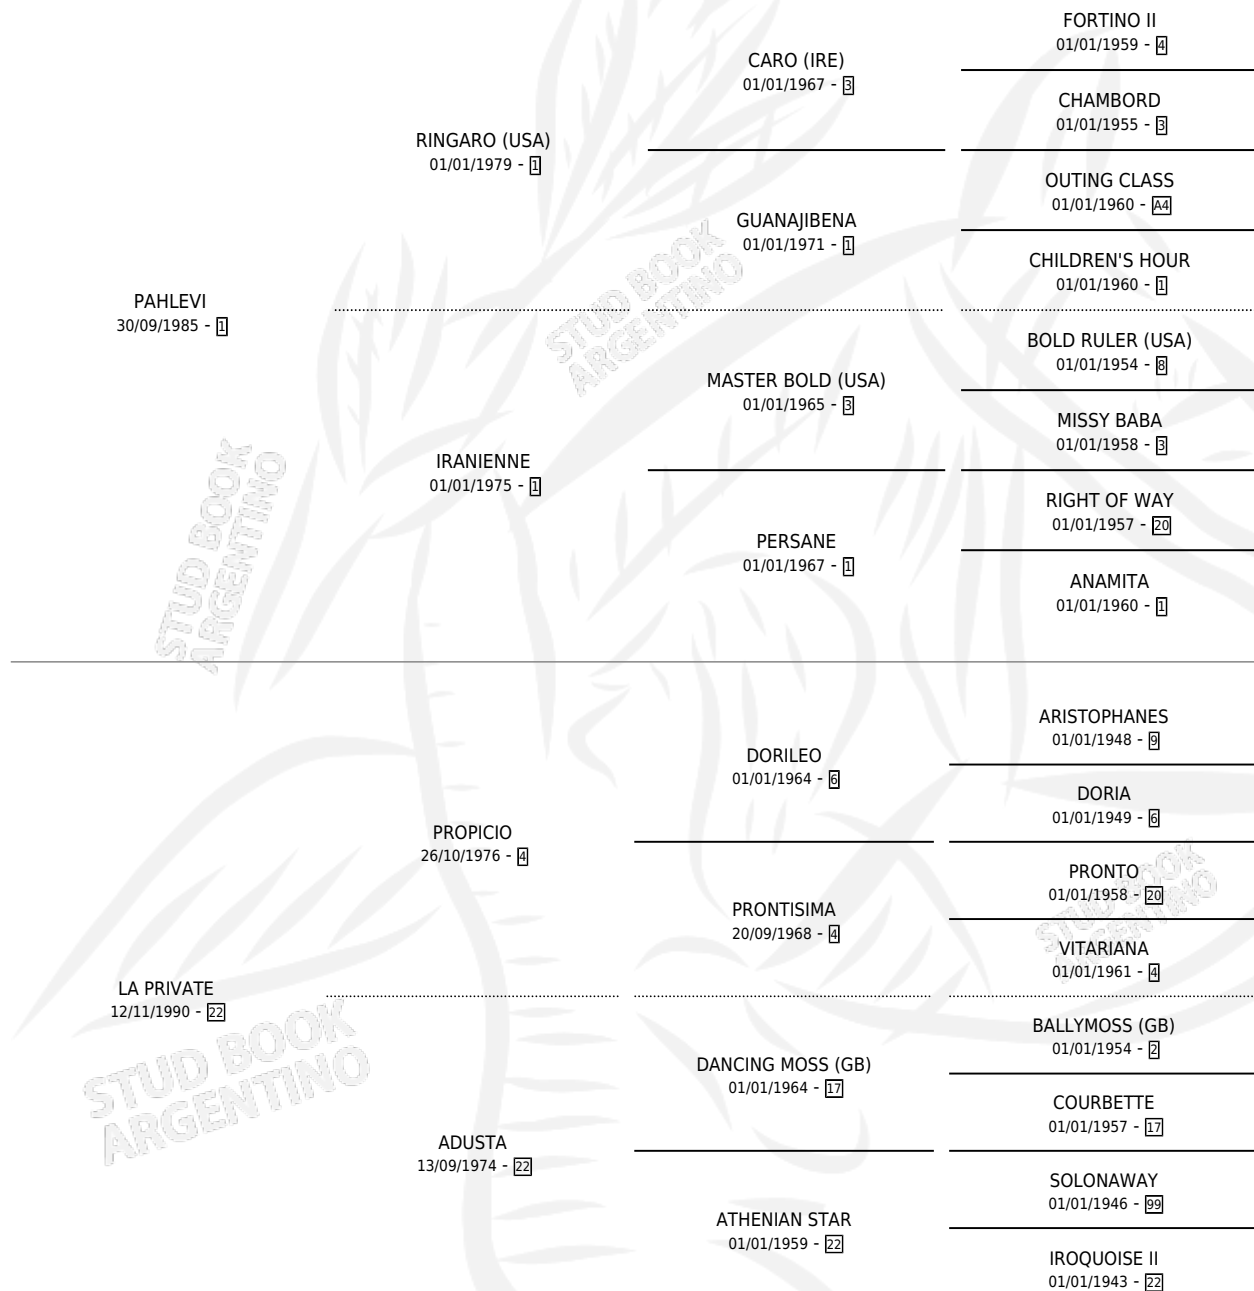 FORTINO II
01/01/1959 - 4
CARO (IRE)
01/01/1967 - 3
CHAMBORD
01/01/1955 - 3
RINGARO (USA)
01/01/1979 - 1
OUTING CLASS
01/01/1960 - A4
GUANAJIBENA
01/01/1971 - 1
CHILDREN'S HOUR
01/01/1960 - 1
PAHLEVI
30/09/1985 - 1
STUD BOOK
ARGENTINO
BOLD RULER (USA)
01/01/1954 - 8
MASTER BOLD (USA)
01/01/1965 - 3
MISSY BABA
01/01/1958 - 3
IRANIENNE
01/01/1975 - 1
RIGHT OF WAY
01/01/1957 - 20
PERSANE
01/01/1967 - 1
ANAMITA
01/01/1960 - 1
STUD BOOK
ARGENTINO
ARISTOPHANES
01/01/1948 - 9
DORILEO
01/01/1964 - 6
DORIA
01/01/1949 - 6
PROPICIO
26/10/1976 - 4
PRONTO
01/01/1958 - 20
PRONTISIMA
20/09/1968 - 4
STUD BOOK
ARGENTINO
VITARIANA
01/01/1961 - 4
LA PRIVATE
12/11/1990 - 22
BALLYMOSS (GB)
01/01/1954 - 2
DANCING MOSS (GB)
01/01/1964 - 17
COURBETTE
01/01/1957 - 17
STUD BOOK
ARGENTINO
ADUSTA
13/09/1974 - 22
SOLONAWAY
01/01/1946 - 99
ATHENIAN STAR
01/01/1959 - 22
IROQUOISE II
01/01/1943 - 22